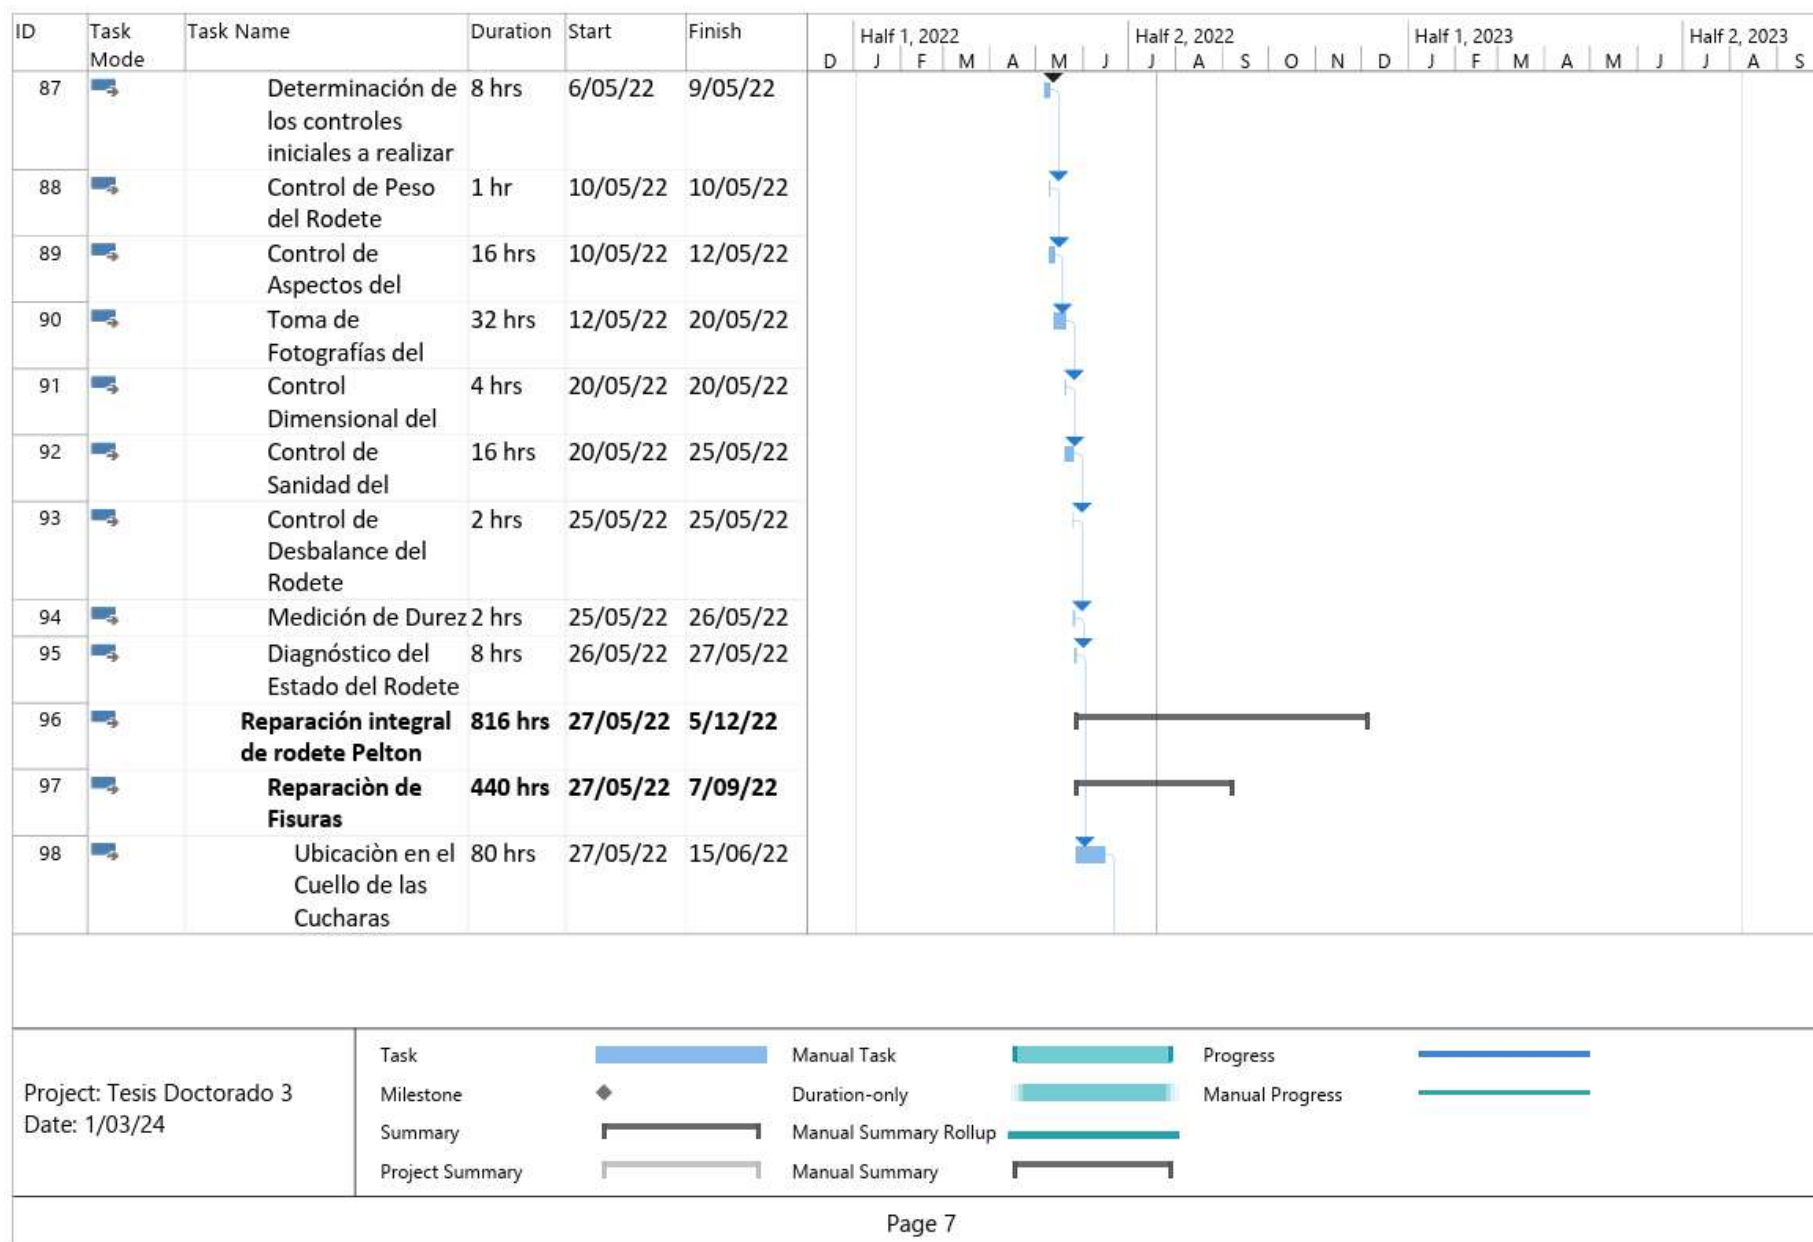 ID Task Task Name Duration Start Finish Half 1, 2022 Half 2, 2022 Half 1, 2023 Half 2, 2023
Mode D J F M A M J J A S O N D J F M A M J J A S
87 Determinación de 8 hrs 6/05/22 9/05/22
los controles
iniciales a realizar
88 Control de Peso 1 hr 10/05/22 10/05/22
del Rodete
89 Control de 16 hrs 10/05/22 12/05/22
Aspectos del
90 Toma de 32 hrs 12/05/22 20/05/22
Fotografías del
91 Control 4 hrs 20/05/22 20/05/22
Dimensional del
92 Control de 16 hrs 20/05/22 25/05/22
Sanidad del
93 Control de 2 hrs 25/05/22 25/05/22
Desbalance del
Rodete
94 Medición de Durez 2 hrs 25/05/22 26/05/22
95 Diagnóstico del 8 hrs 26/05/22 27/05/22
Estado del Rodete
96 Reparación integral 816 hrs 27/05/22 5/12/22
de rodete Pelton
97 Reparaciòn de 440 hrs 27/05/22 7/09/22
Fisuras
98 Ubicaciòn en el 80 hrs 27/05/22 15/06/22
Cuello de las
Cucharas
Project: Tesis Doctorado 3
Date: 1/03/24
Task Manual Task Progress
Milestone Duration-only Manual Progress
Summary Manual Summary Rollup
Project Summary Manual Summary
Page 7